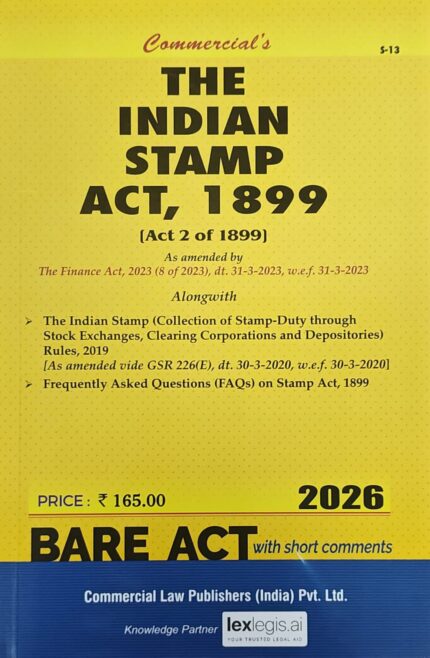 Commercial's
S-13
THE
INDIAN
STAMP
ACT, 1899
[Act 2 of 1899]
As amended by
The Finance Act, 2023 (8 of 2023), dt. 31-3-2023, w.e.f. 31-3-2023
Alongwith
➢ The Indian Stamp (Collection of Stamp-Duty through
Stock Exchanges, Clearing Corporations and Depositories)
Rules, 2019
[As amended vide GSR 226(E), dt. 30-3-2020, w.e.f. 30-3-2020]
➢ Frequently Asked Questions (FAQs) on Stamp Act, 1899
PRICE : ₹ 165.00
2026
BARE ACT with short comments
Commercial Law Publishers (India) Pvt. Ltd.
Knowledge Partner lexlegis.ai
YOUR TRUSTED LEGAL AID